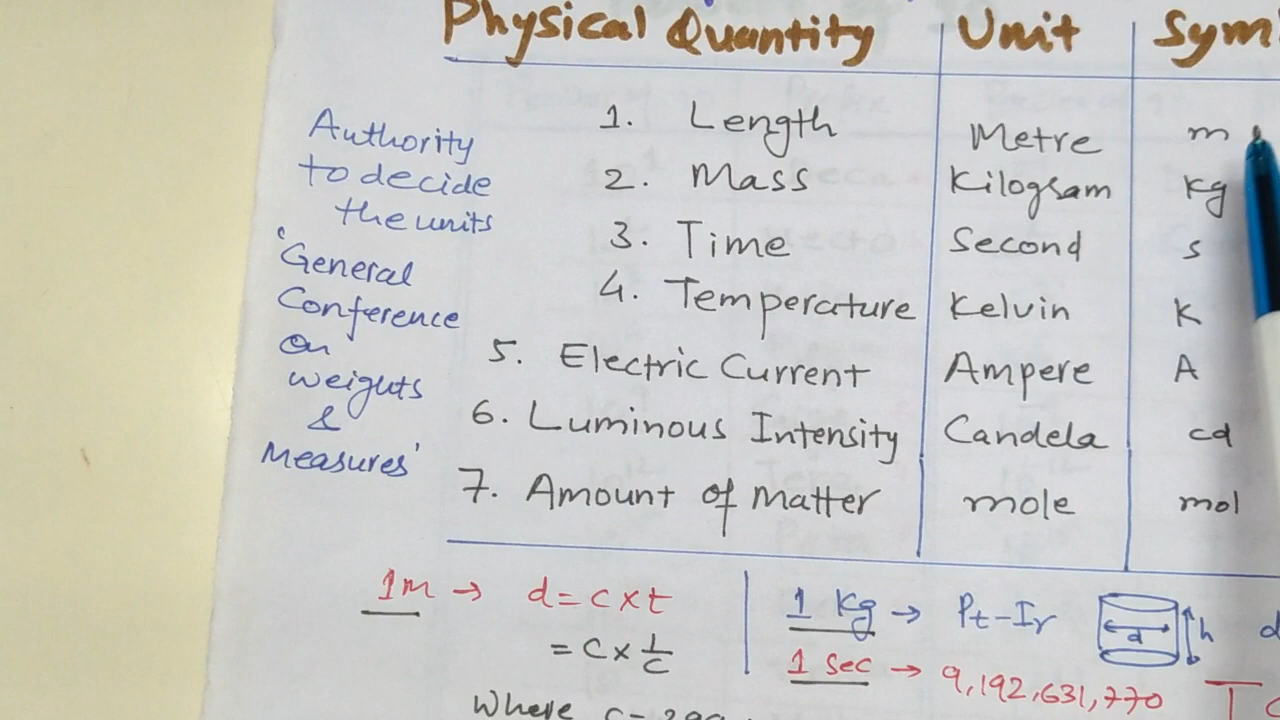 Physical Quantity Unit Sym
1. Length Metre m
2. Mass Kilogram Kg
3. Time Second s
4. Temperature Kelvin K
5. Electric Current Ampere A
6. Luminous Intensity Candela cd
7. Amount of Matter mole mol
Authority
to decide
the units
'General
Conference
on
weights
&
Measures'
1m → d = c x t
= c x 1/c
Where c = 299
1 Kg → Pt-Ir d h d
1 Sec → 9,192,631,770